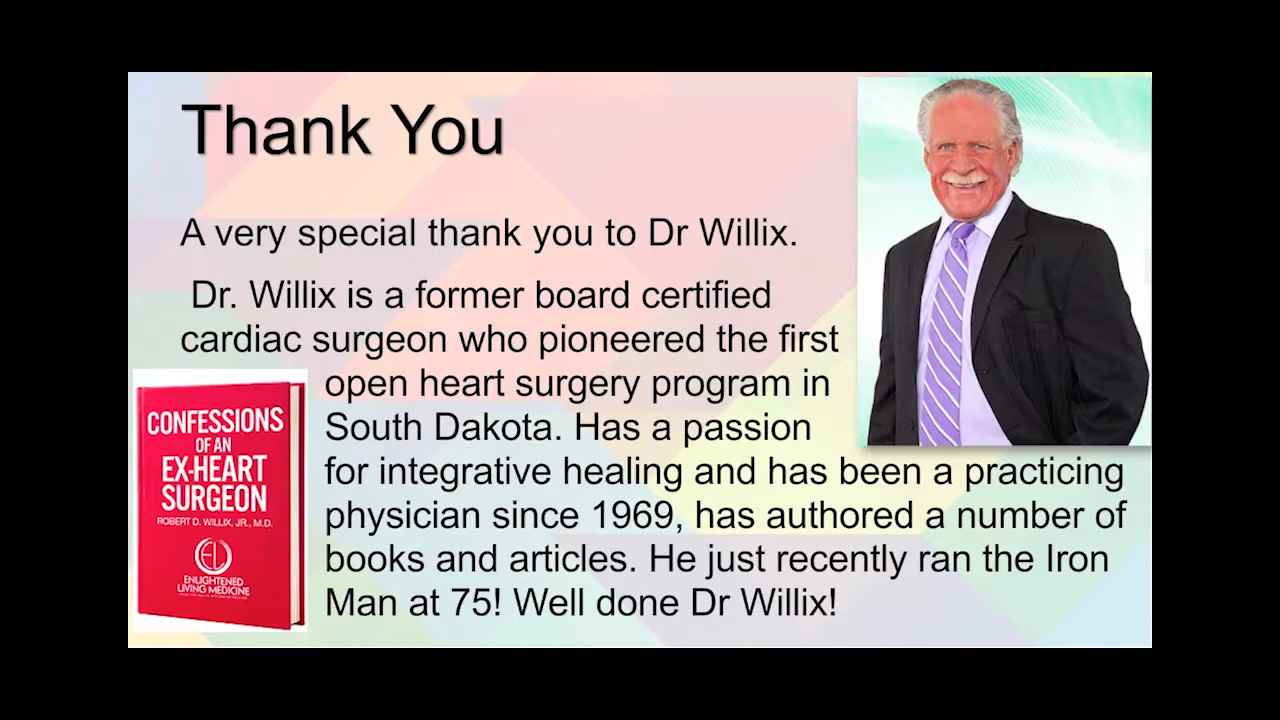 Thank You
A very special thank you to Dr Willix.
Dr. Willix is a former board certified
cardiac surgeon who pioneered the first
open heart surgery program in
South Dakota. Has a passion
for integrative healing and has been a practicing
physician since 1969, has authored a number of
books and articles. He just recently ran the Iron
Man at 75! Well done Dr Willix!
CONFESSIONS
OF AN
EX-HEART
SURGEON
ROBERT D. WILLIX, JR., M.D.
ENLIGHTENED
LIVING MEDICINE